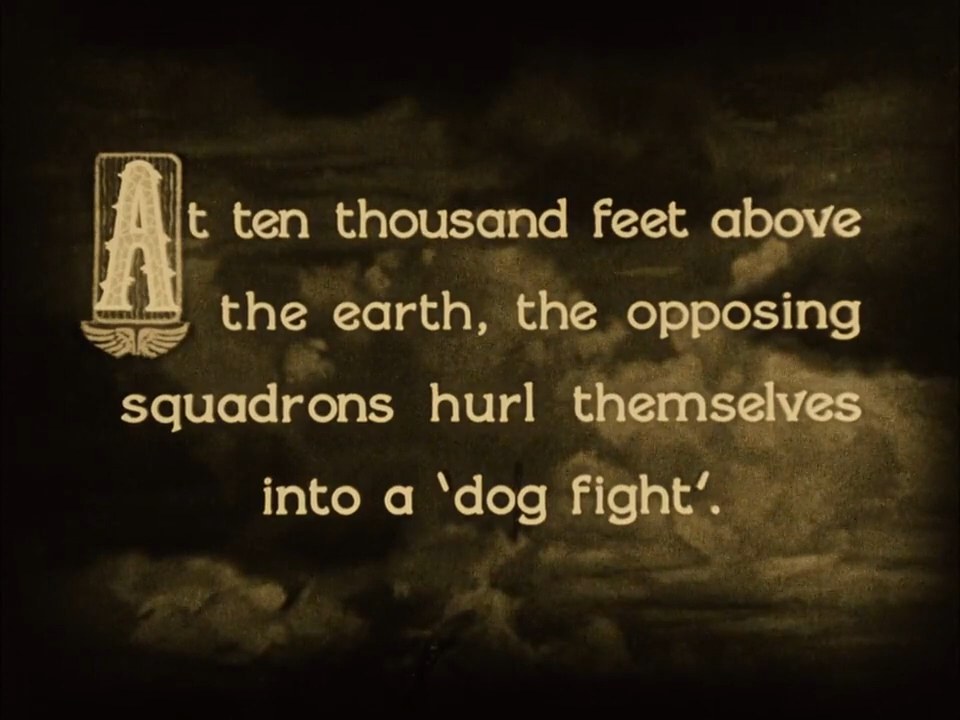 At ten thousand feet above
the earth, the opposing
squadrons hurl themselves
into a 'dog fight'.